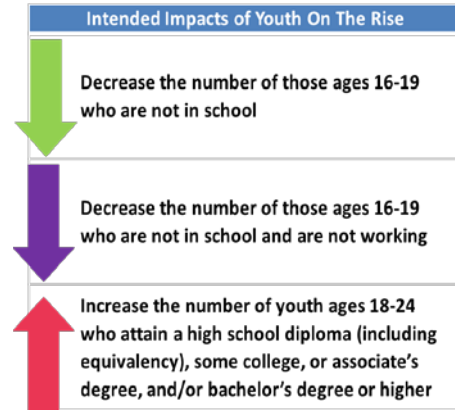 Intended Impacts of Youth On The Rise
Decrease the number of those ages 16-19
who are not in school
Decrease the number of those ages 16-19
who are not in school and are not working
Increase the number of youth ages 18-24
who attain a high school diploma (including
equivalency), some college, or associate's
degree, and/or bachelor's degree or higher